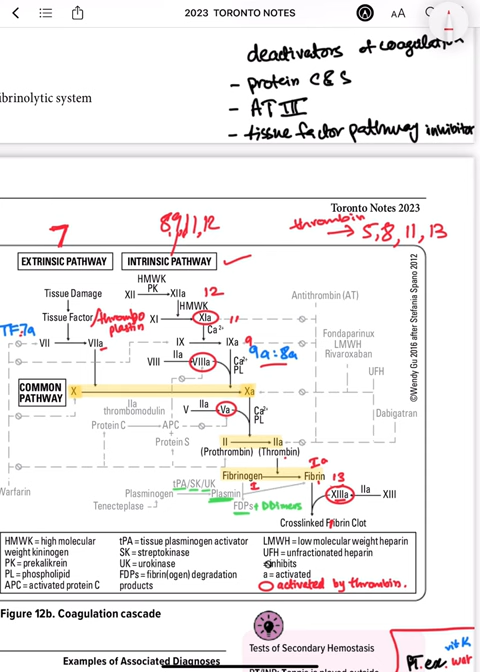 2023 TORONTO NOTES
AA
deactivators of coagulation
- protein C&S
- AT III
- tissue factor pathway inhibitor
ibrinolytic system
Toronto Notes 2023
7
8,9,11,12
thrombin
→ 5, 8, 11, 13
EXTRINSIC PATHWAY
INTRINSIC PATHWAY
HMWK
PK
XII
XIIa
12
Tissue Damage
HMWK
Antithrombin (AT)
Tissue Factor/
thrombo
plastin
XI
XIa
11
TF:7a
Ca²⁺
Fondaparinux
LMWH
Rivaroxaban
VII
VIIa
IX
IXa
9
9a:8a
IIa
VIII
VIIIa
Ca²⁺
PL
UFH
COMMON
PATHWAY
X
Xa
IIa
thrombomodulin
V
IIa
Va
Ca²⁺
PL
Dabigatran
Protein C
APC
Protein S
II
IIa
(Prothrombin)
(Thrombin)
Ia
Fibrinogen
Fibrin
13
I
Warfarin
tPA/SK/UK
Plasminogen
Plasmin
Tenecteplase
FDPs
+ Ddimers
XIIIa
IIa
XIII
Crosslinked Fibrin Clot
©Wendy Gu 2016 after Stefania Spano 2012
HMWK = high molecular
weight kininogen
PK = prekalikrein
PL = phospholipid
APC = activated protein C
tPA = tissue plasminogen activator
SK = streptokinase
UK = urokinase
FDPs = fibrin(ogen) degradation
products
LMWH = low molecular weight heparin
UFH = unfractionated heparin
inhibits
a = activated
activated by thrombin.
Figure 12b. Coagulation cascade
Tests of Secondary Hemostasis
vit K
PT. ex. war
Examples of Associated Diagnoses